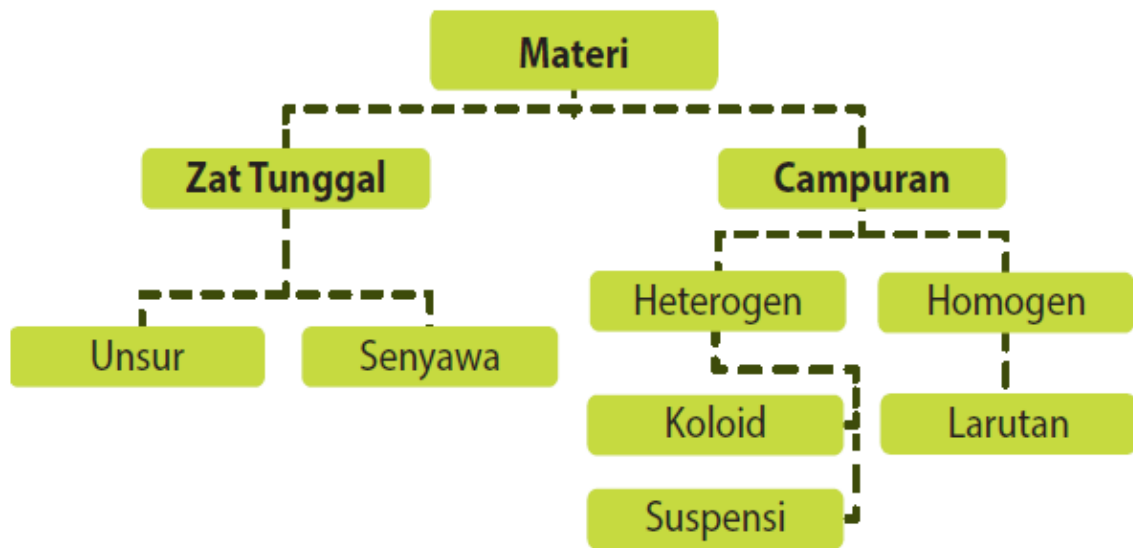 Materi
Zat Tunggal
Campuran
Heterogen
Homogen
Unsur
Senyawa
Koloid
Larutan
Suspensi